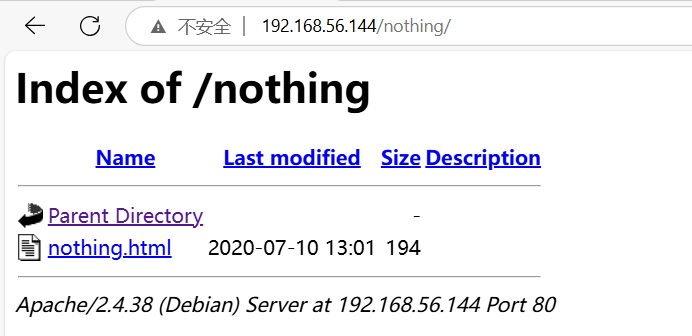 不安全 | 192.168.56.144/nothing/
Index of /nothing
Name Last modified Size Description
Parent Directory -
nothing.html 2020-07-10 13:01 194
Apache/2.4.38 (Debian) Server at 192.168.56.144 Port 80